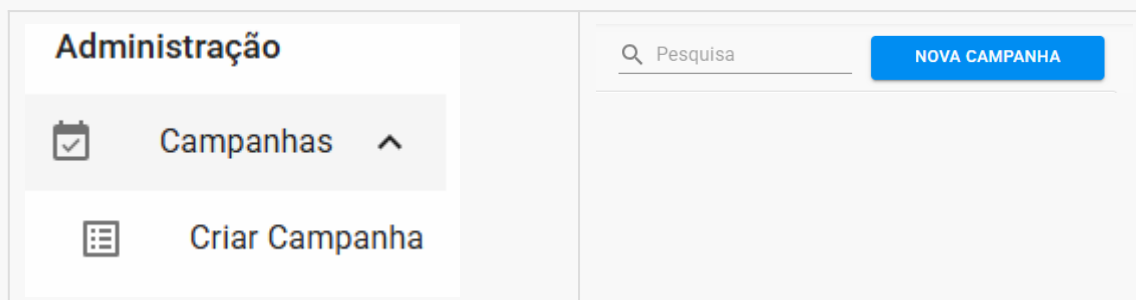 Administração
Campanhas
Criar Campanha
Pesquisa
NOVA CAMPANHA